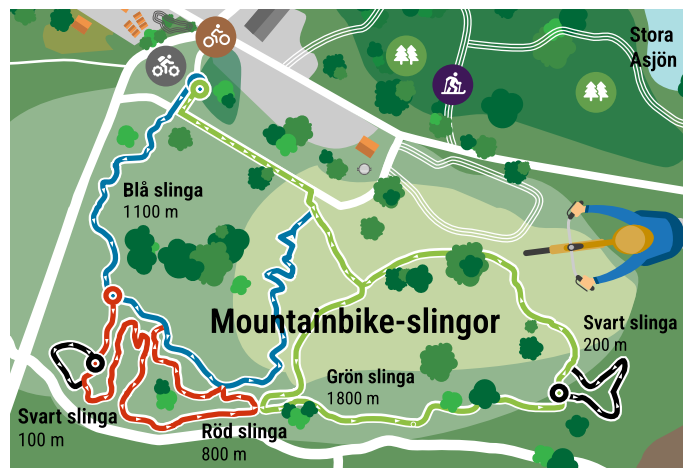 Stora
Asjön
Blå slinga
1100 m
Mountainbike-slingor
Svart slinga
200 m
Grön slinga
1800 m
Svart slinga
100 m
Röd slinga
800 m